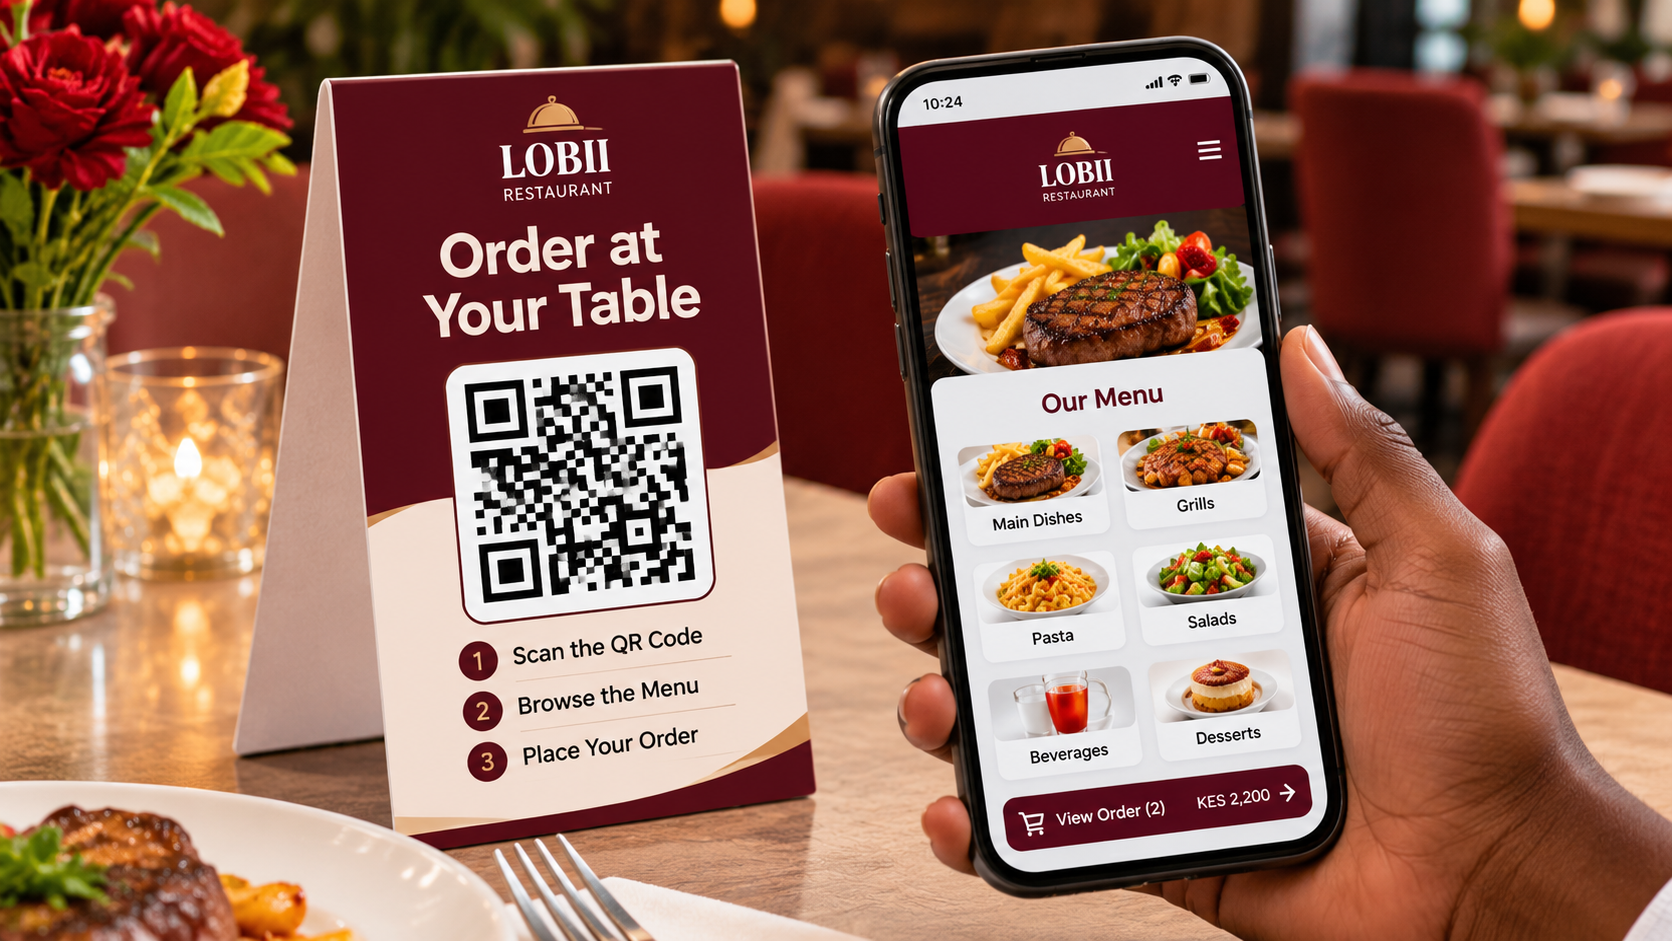 LOBII
RESTAURANT
Order at
Your Table
1 Scan the QR Code
2 Browse the Menu
3 Place Your Order
10:24
LOBII
RESTAURANT
Our Menu
Main Dishes
Grills
Pasta
Salads
Beverages
Desserts
View Order (2) KES 2,200